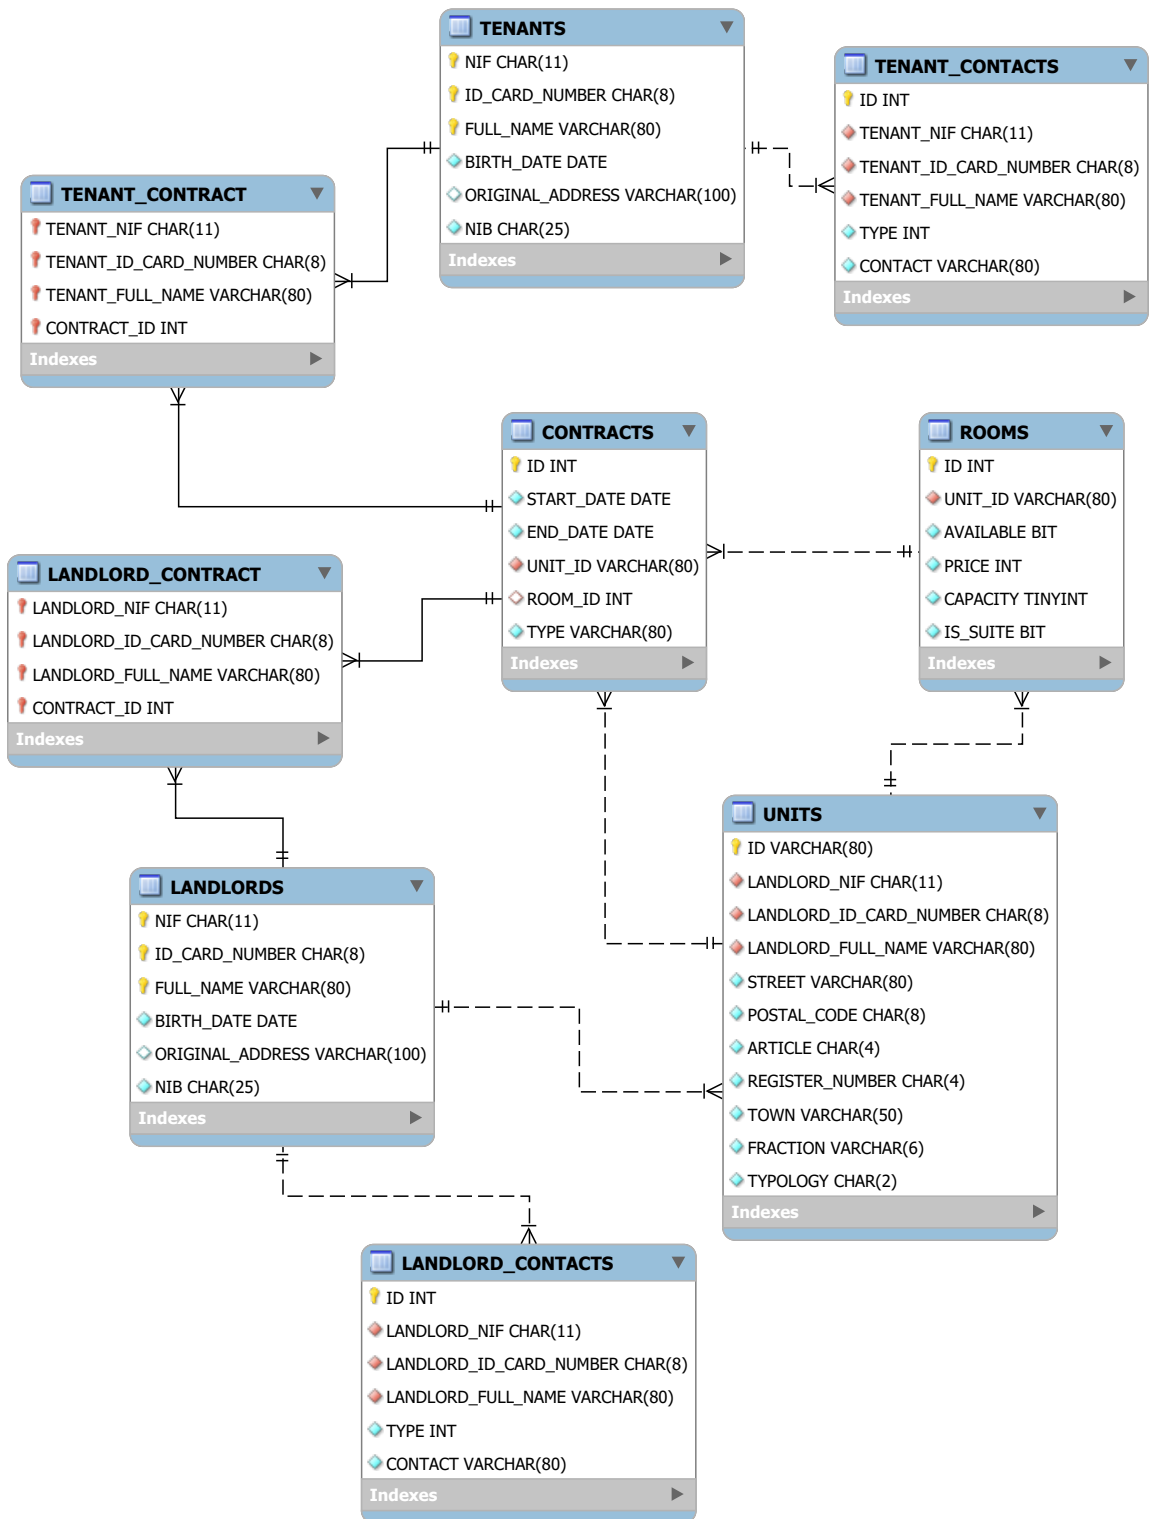 TENANTS
NIF CHAR(11)
ID_CARD_NUMBER CHAR(8)
FULL_NAME VARCHAR(80)
BIRTH_DATE DATE
ORIGINAL_ADDRESS VARCHAR(100)
NIB CHAR(25)
Indexes
TENANT_CONTACTS
ID INT
TENANT_NIF CHAR(11)
TENANT_ID_CARD_NUMBER CHAR(8)
TENANT_FULL_NAME VARCHAR(80)
TYPE INT
CONTACT VARCHAR(80)
Indexes
TENANT_CONTRACT
TENANT_NIF CHAR(11)
TENANT_ID_CARD_NUMBER CHAR(8)
TENANT_FULL_NAME VARCHAR(80)
CONTRACT_ID INT
Indexes
CONTRACTS
ID INT
START_DATE DATE
END_DATE DATE
UNIT_ID VARCHAR(80)
ROOM_ID INT
TYPE VARCHAR(80)
Indexes
ROOMS
ID INT
UNIT_ID VARCHAR(80)
AVAILABLE BIT
PRICE INT
CAPACITY TINYINT
IS_SUITE BIT
Indexes
LANDLORD_CONTRACT
LANDLORD_NIF CHAR(11)
LANDLORD_ID_CARD_NUMBER CHAR(8)
LANDLORD_FULL_NAME VARCHAR(80)
CONTRACT_ID INT
Indexes
UNITS
ID VARCHAR(80)
LANDLORD_NIF CHAR(11)
LANDLORD_ID_CARD_NUMBER CHAR(8)
LANDLORD_FULL_NAME VARCHAR(80)
STREET VARCHAR(80)
POSTAL_CODE CHAR(8)
ARTICLE CHAR(4)
REGISTER_NUMBER CHAR(4)
TOWN VARCHAR(50)
FRACTION VARCHAR(6)
TYPOLOGY CHAR(2)
Indexes
LANDLORDS
NIF CHAR(11)
ID_CARD_NUMBER CHAR(8)
FULL_NAME VARCHAR(80)
BIRTH_DATE DATE
ORIGINAL_ADDRESS VARCHAR(100)
NIB CHAR(25)
Indexes
LANDLORD_CONTACTS
ID INT
LANDLORD_NIF CHAR(11)
LANDLORD_ID_CARD_NUMBER CHAR(8)
LANDLORD_FULL_NAME VARCHAR(80)
TYPE INT
CONTACT VARCHAR(80)
Indexes